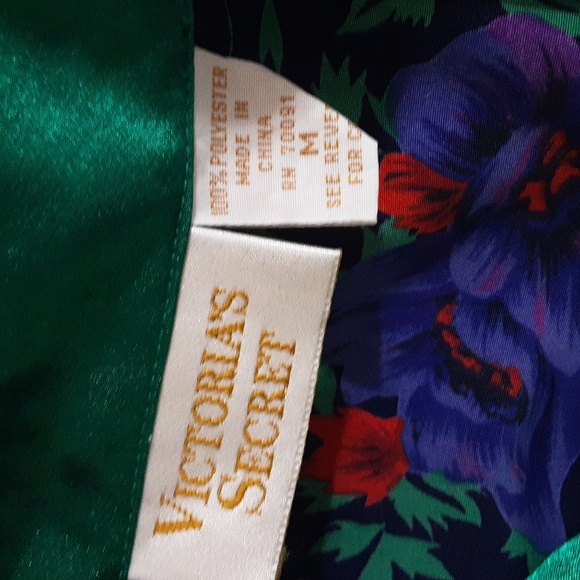 100% POLYESTER
MADE IN
CHINA
RN 70091
M
SEE REVE
FOR C
VICTORIA'S
SECRET